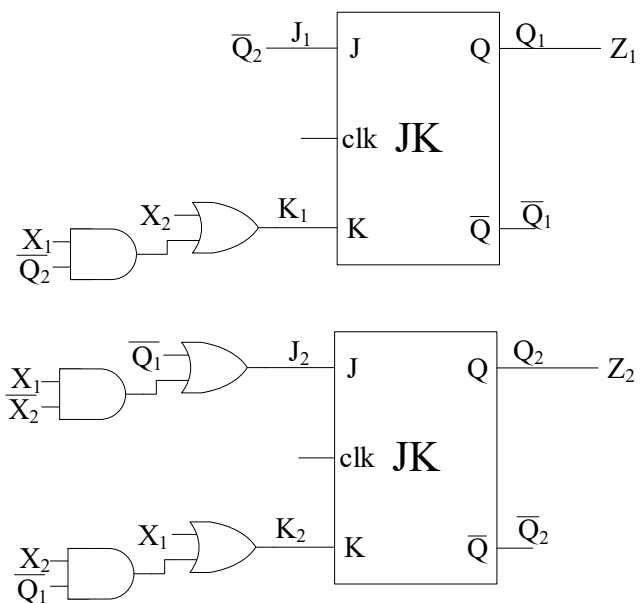 Q̅₂ J₁ J Q Q₁ Z₁
clk JK
X₂ K₁ K Q̅ Q̅₁
X₁
Q̅₂
Q̅₁ J₂ J Q Q₂ Z₂
X₁
X̅₂
clk JK
X₁ K₂ K Q̅ Q̅₂
X₂
Q̅₁